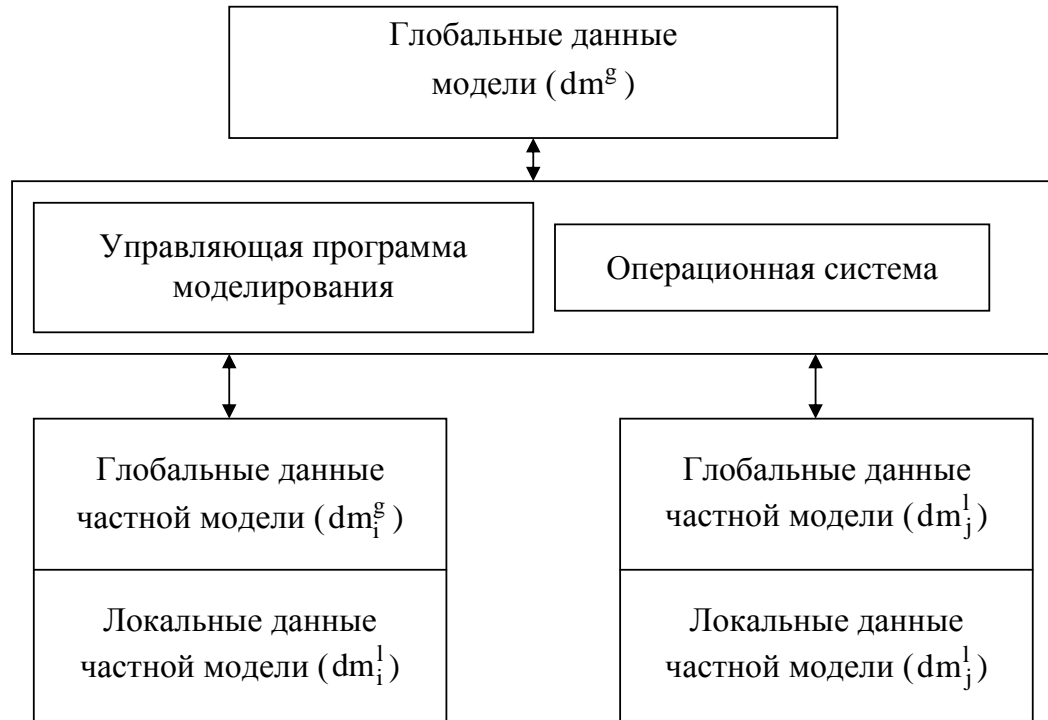 Глобальные данные
модели (dm^g)
Управляющая программа
моделирования
Операционная система
Глобальные данные
частной модели (dm_i^g)
Локальные данные
частной модели (dm_i^l)
Глобальные данные
частной модели (dm_j^l)
Локальные данные
частной модели (dm_j^l)